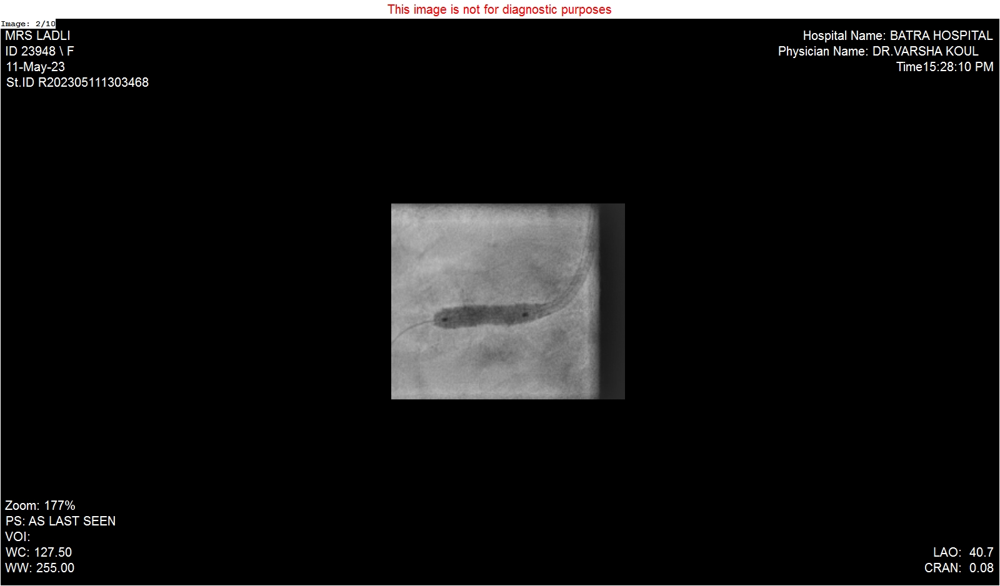 This image is not for diagnostic purposes
Image: 2/10
MRS LADLI
ID 23948 \ F
11-May-23
St.ID R202305111303468
Hospital Name: BATRA HOSPITAL
Physician Name: DR.VARSHA KOUL
Time15:28:10 PM
Zoom: 177%
PS: AS LAST SEEN
VOI:
WC: 127.50
WW: 255.00
LAO: 40.7
CRAN: 0.08